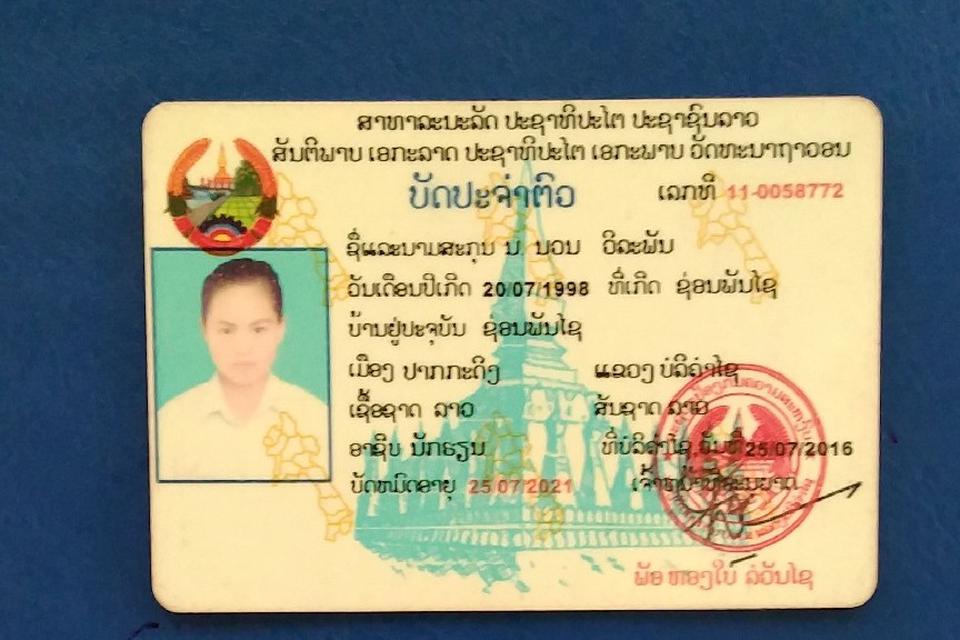 ສາທາລະນະລັດ ປະຊາທິປະໄຕ ປະຊາຊົນລາວ
ສັນຕິພາບ ເອກະລາດ ປະຊາທິປະໄຕ ເອກະພາບ ວັດທະນາຖາວອນ
ບັດປະຈຳຕົວ ເລກທີ 11-0058772
ຊື່ແລະນາມສະກຸນ ນ. ນອນ ວິລະພັນ
ວັນເດືອນປີເກີດ 20/07/1998 ທີ່ເກີດ ຊ່ອນພັນໄຊ
ບ້ານຢູ່ປະຈຸບັນ ຊ່ອນພັນໄຊ
ເມືອງ ປາກກະດິງ ແຂວງ ບໍລິຄຳໄຊ
ເຊື້ອຊາດ ລາວ ສັນຊາດ ລາວ
ອາຊີບ ນັກຮຽນ ທີ່ບໍລິຄຳໄຊ, ວັນທີ 25/07/2016
ບັດຫມົດອາຍຸ 25/07/2021 ເຈົ້າຫນ້າທີ່ລະບຸນາດ
ພັອ ທອງໃບ ລໍວັນໄຊ